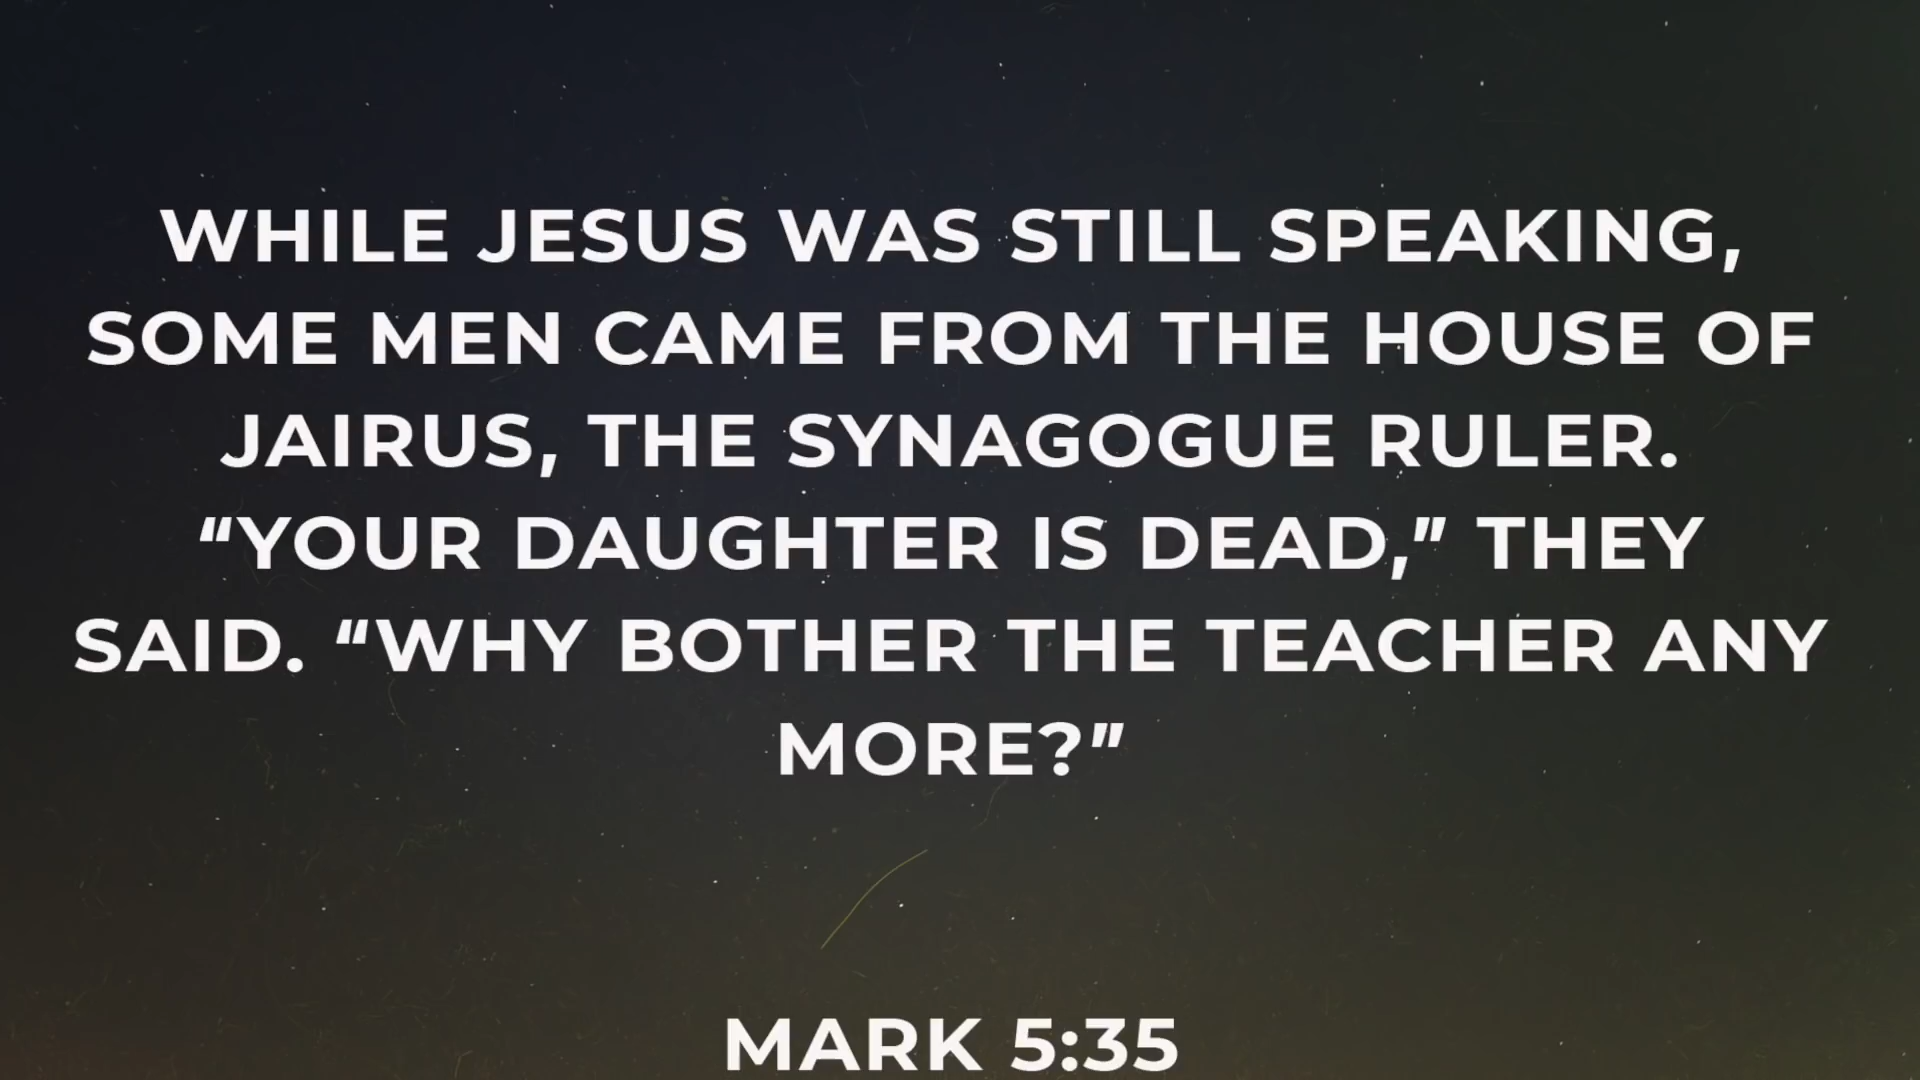 WHILE JESUS WAS STILL SPEAKING,
SOME MEN CAME FROM THE HOUSE OF
JAIRUS, THE SYNAGOGUE RULER.
“YOUR DAUGHTER IS DEAD,” THEY
SAID. “WHY BOTHER THE TEACHER ANY
MORE?”
MARK 5:35